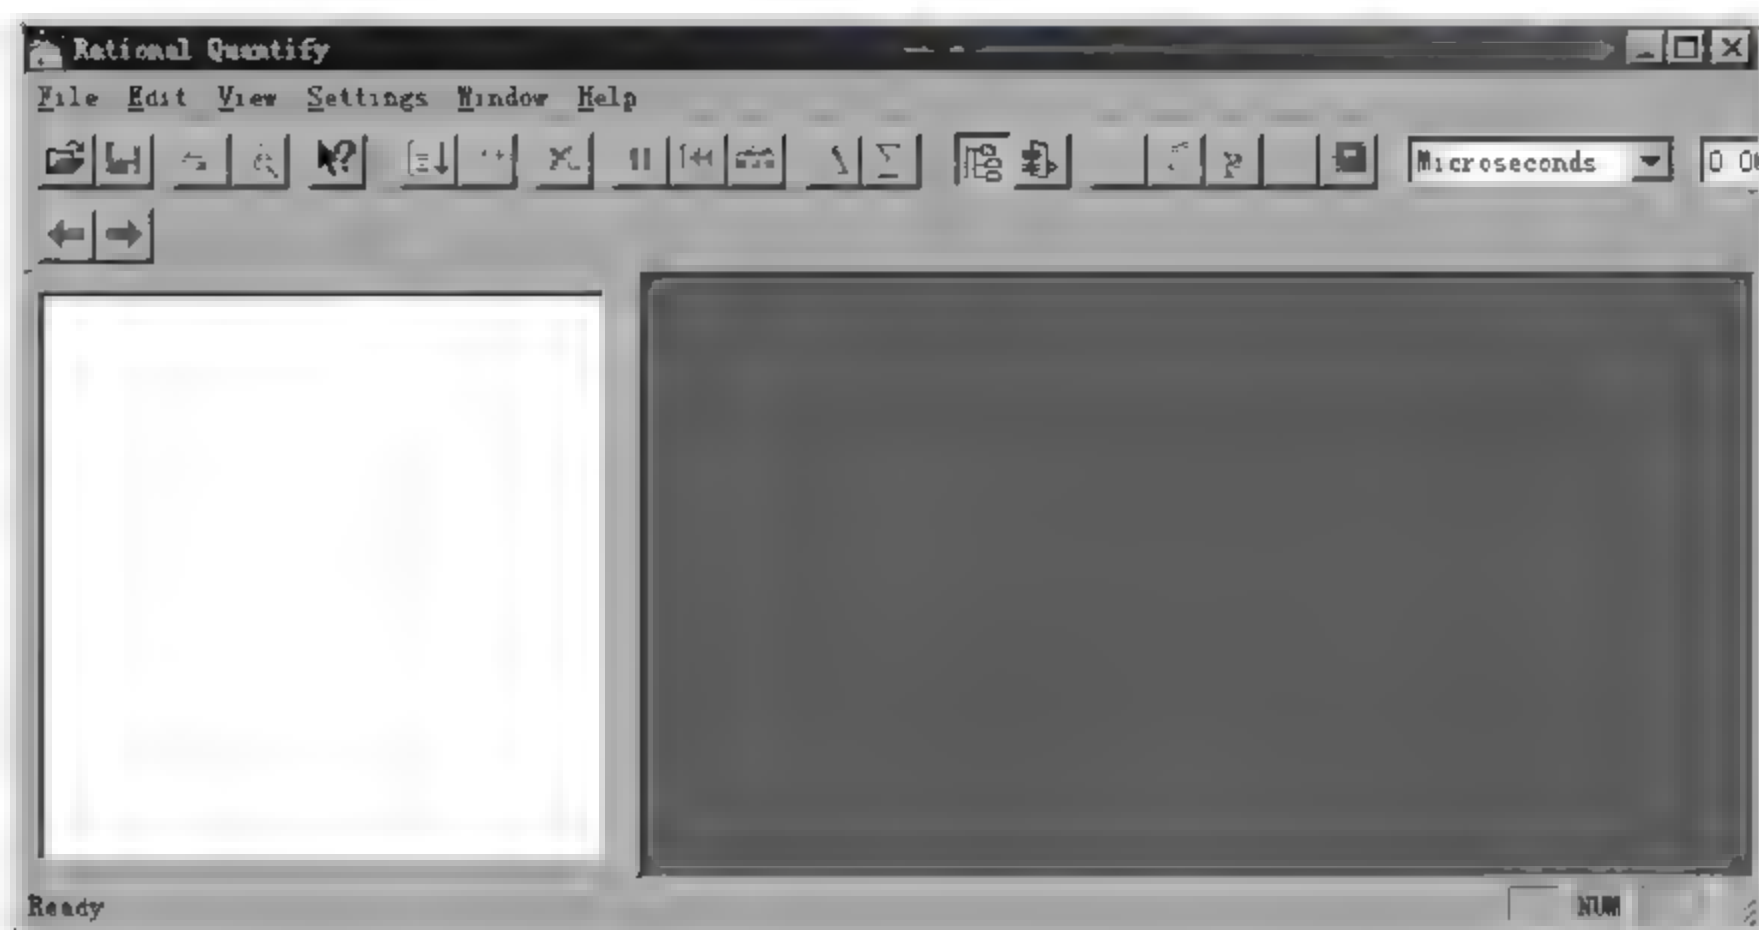 Rational Quantify
File Edit View Settings Window Help
Microseconds
Ready NUM